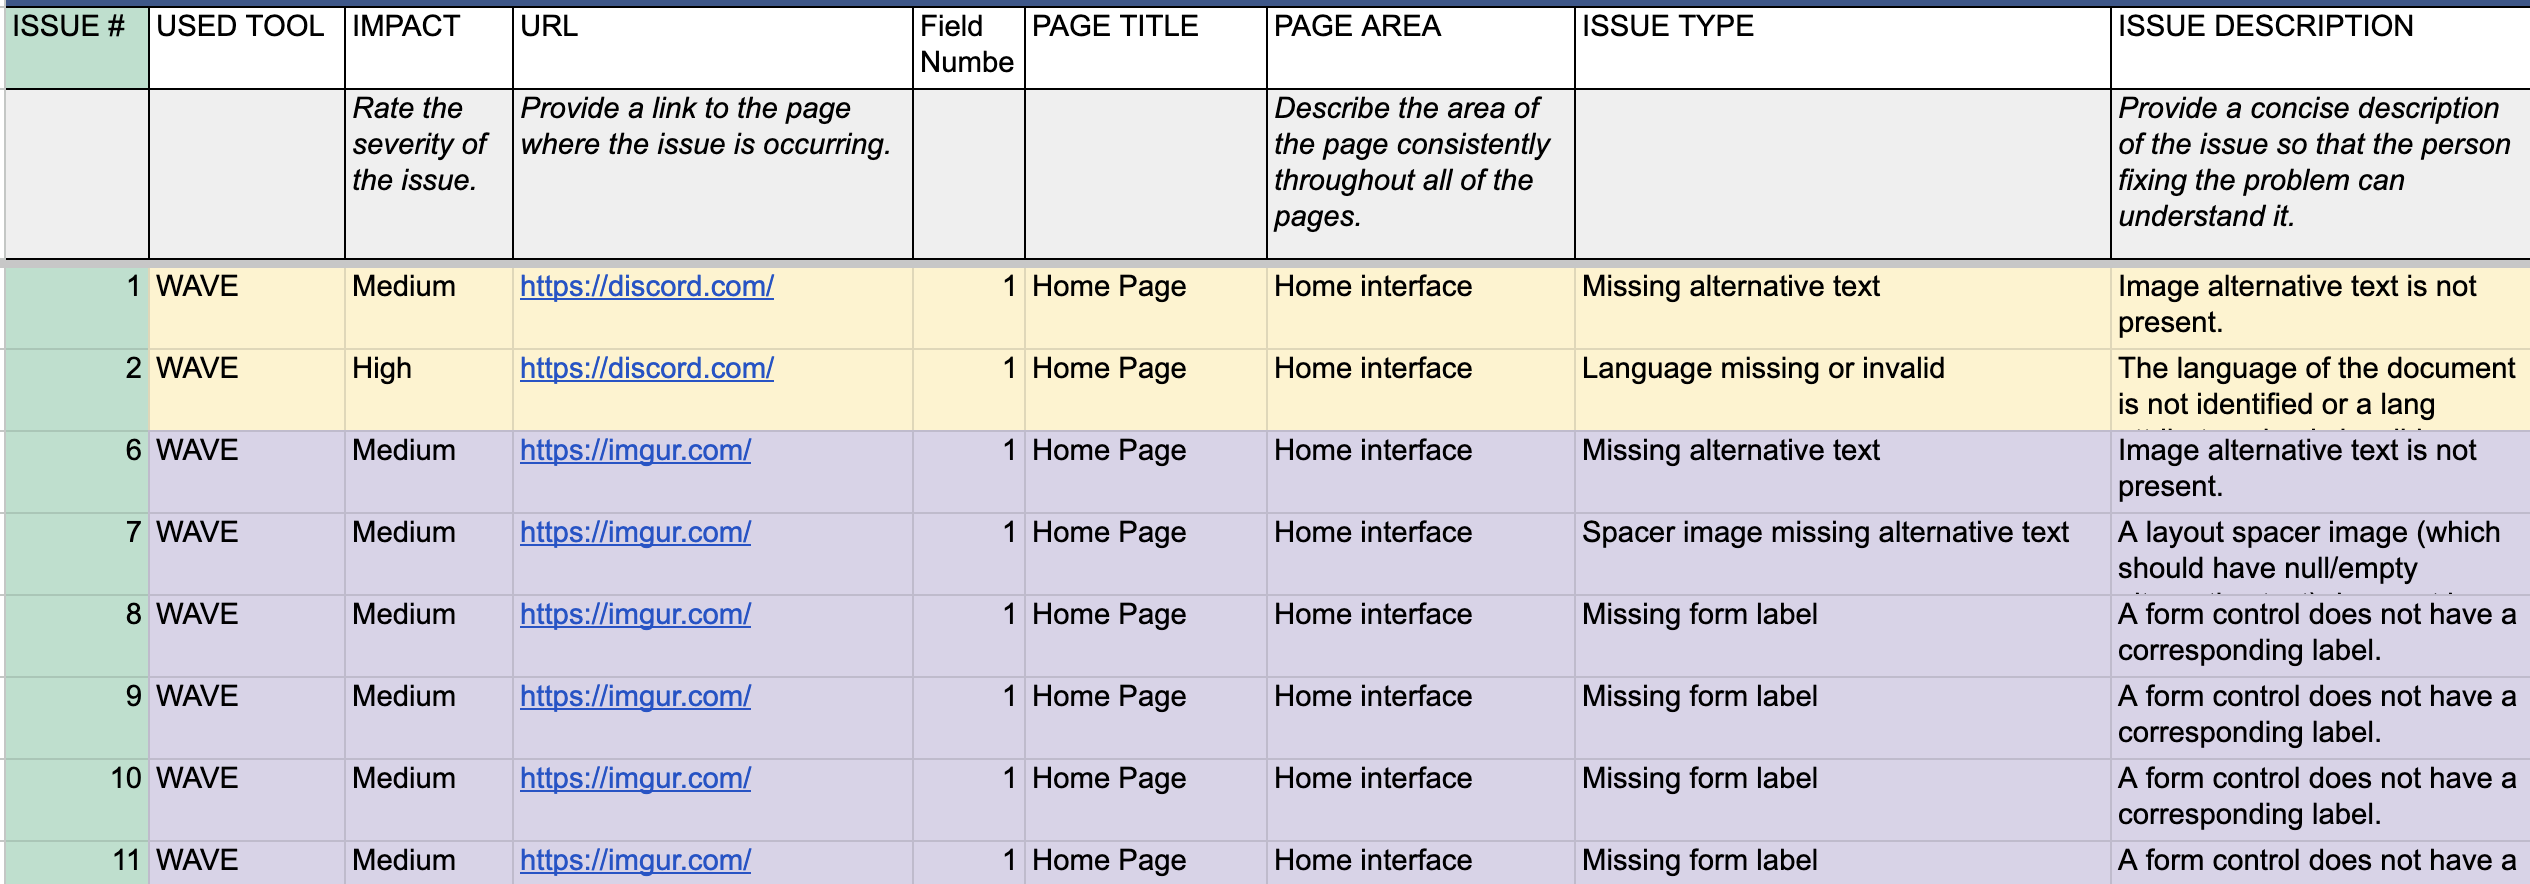 ISSUE # USED TOOL IMPACT URL Field Numbe PAGE TITLE PAGE AREA ISSUE TYPE ISSUE DESCRIPTION
Rate the severity of the issue.
Provide a link to the page where the issue is occurring.
Describe the area of the page consistently throughout all of the pages.
Provide a concise description of the issue so that the person fixing the problem can understand it.
1 WAVE Medium https://discord.com/ 1 Home Page Home interface Missing alternative text Image alternative text is not present.
2 WAVE High https://discord.com/ 1 Home Page Home interface Language missing or invalid The language of the document is not identified or a lang
6 WAVE Medium https://imgur.com/ 1 Home Page Home interface Missing alternative text Image alternative text is not present.
7 WAVE Medium https://imgur.com/ 1 Home Page Home interface Spacer image missing alternative text A layout spacer image (which should have null/empty
8 WAVE Medium https://imgur.com/ 1 Home Page Home interface Missing form label A form control does not have a corresponding label.
9 WAVE Medium https://imgur.com/ 1 Home Page Home interface Missing form label A form control does not have a corresponding label.
10 WAVE Medium https://imgur.com/ 1 Home Page Home interface Missing form label A form control does not have a corresponding label.
11 WAVE Medium https://imgur.com/ 1 Home Page Home interface Missing form label A form control does not have a